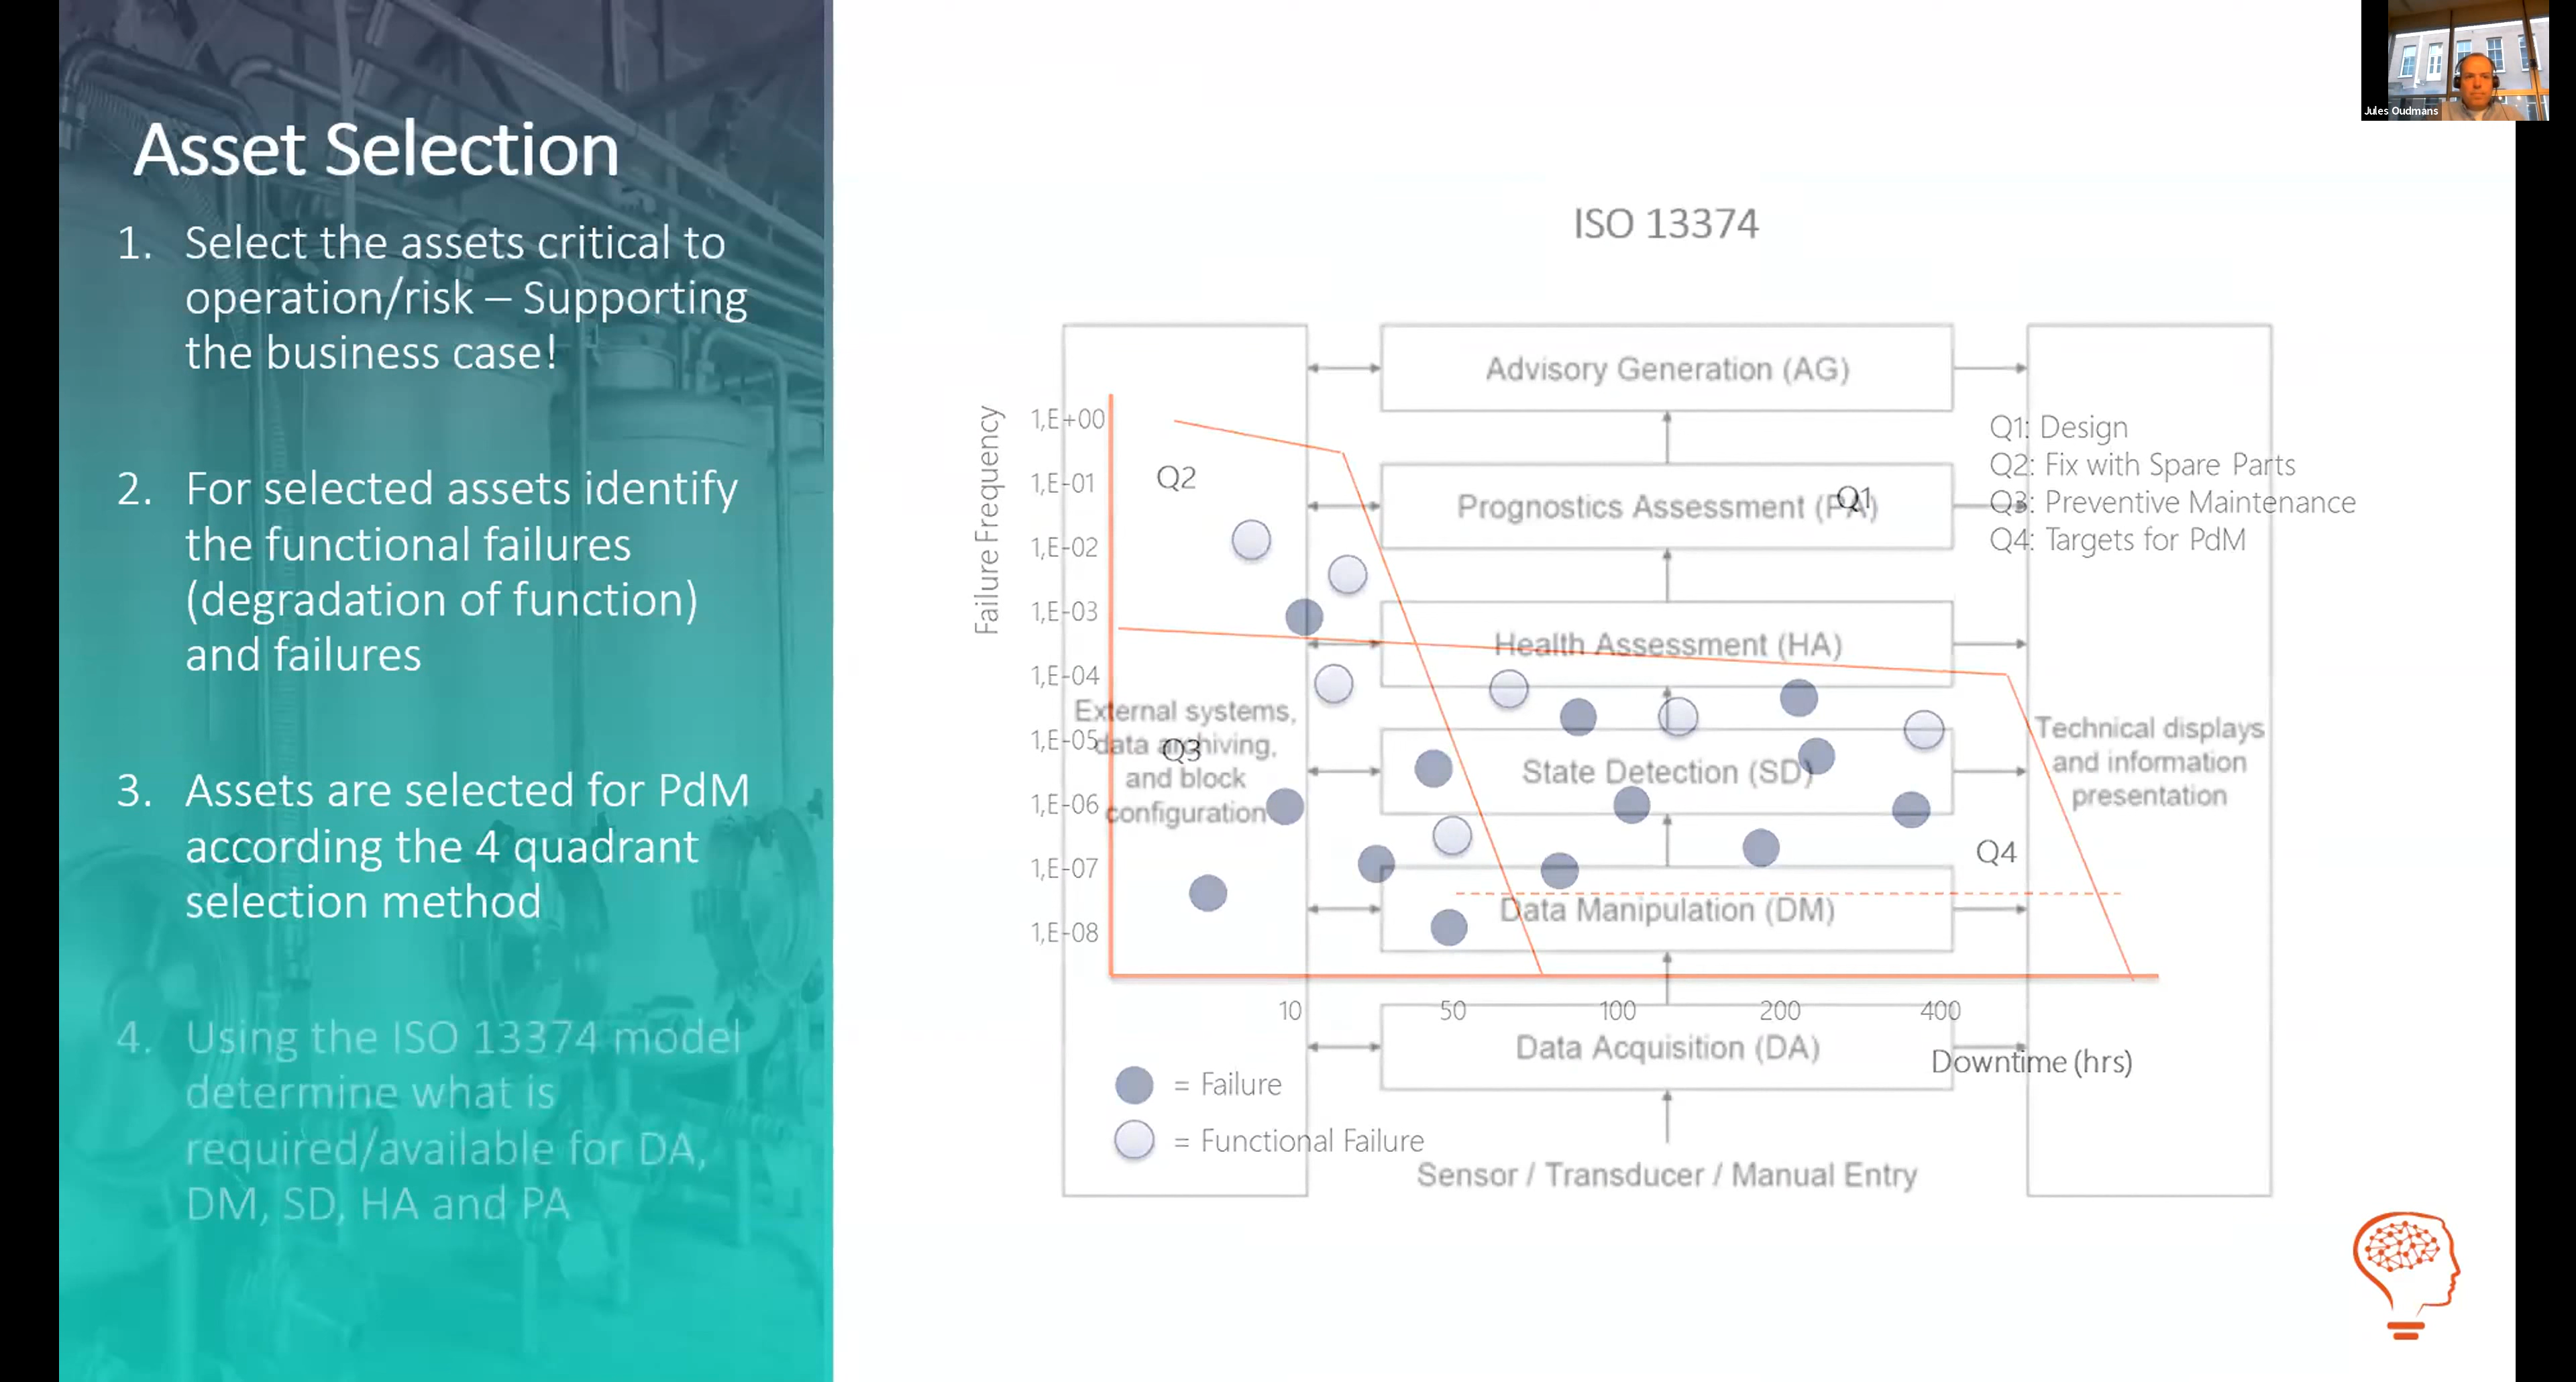 Jules Oudmans
Asset Selection
1. Select the assets critical to
operation/risk – Supporting
the business case!
2. For selected assets identify
the functional failures
(degradation of function)
and failures
3. Assets are selected for PdM
according the 4 quadrant
selection method
4. Using the ISO 13374 model
determine what is
required/available for DA,
DM, SD, HA and PA
ISO 13374
Advisory Generation (AG)
Prognostics Assessment (PA)
Health Assessment (HA)
State Detection (SD)
Data Manipulation (DM)
Data Acquisition (DA)
Sensor / Transducer / Manual Entry
External systems,
data archiving,
and block
configuration
Technical displays
and information
presentation
Failure Frequency
1,E+00
1,E-01
1,E-02
1,E-03
1,E-04
1,E-05
1,E-06
1,E-07
1,E-08
Q2
Q1
Q3
Q4
10 50 100 200 400
Downtime (hrs)
Q1: Design
Q2: Fix with Spare Parts
Q3: Preventive Maintenance
Q4: Targets for PdM
= Failure
= Functional Failure